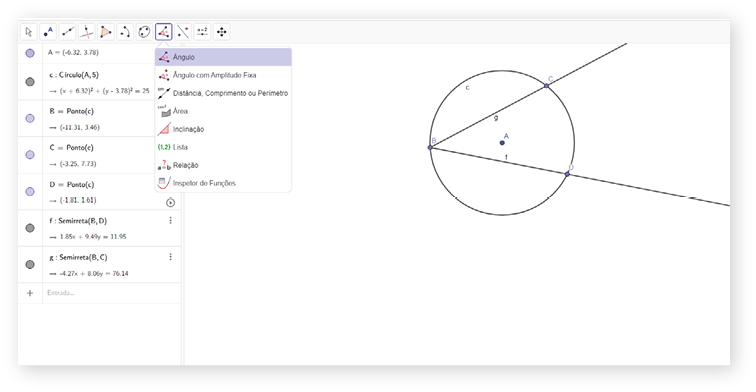 A
a=2
A = (-6.32, 3.78)
c : Círculo(A, 5)
→ (x + 6.32)² + (y - 3.78)² = 25
B = Ponto(c)
→ (-11.31, 3.46)
C = Ponto(c)
→ (-3.25, 7.73)
D = Ponto(c)
→ (-1.81, 1.61)
f : Semirreta(B, D)
→ 1.85x + 9.49y = 11.95
g : Semirreta(B, C)
→ -4.27x + 8.06y = 76.14
+ Entrada...
Ângulo
Ângulo com Amplitude Fixa
cm Distância, Comprimento ou Perímetro
cm² Área
Inclinação
{1,2} Lista
a=b Relação
Inspetor de Funções
c
C
g
A
B
f
D